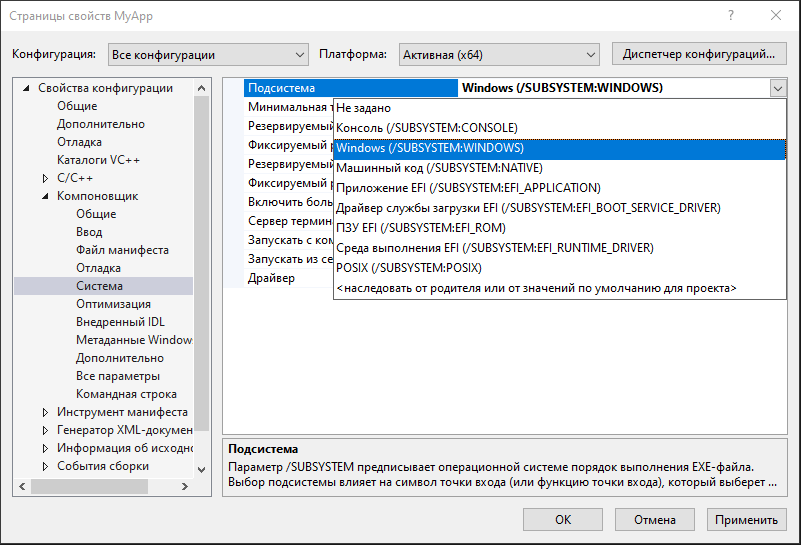 Страницы свойств MyApp
Конфигурация: Все конфигурации Платформа: Активная (x64) Диспетчер конфигураций...
Свойства конфигурации
Общие
Дополнительно
Отладка
Каталоги VC++
C/C++
Компоновщик
Общие
Ввод
Файл манифеста
Отладка
Система
Оптимизация
Внедренный IDL
Метаданные Window
Дополнительно
Все параметры
Командная строка
Инструмент манифеста
Генератор XML-докумен
Информация об исходн
События сборки
Подсистема Windows (/SUBSYSTEM:WINDOWS)
Минимальная
Резервируемый
Фиксируемый
Резервируемый
Фиксируемый
Включить боль
Сервер термина
Запускать с ком
Запускать из се
Драйвер
Не задано
Консоль (/SUBSYSTEM:CONSOLE)
Windows (/SUBSYSTEM:WINDOWS)
Машинный код (/SUBSYSTEM:NATIVE)
Приложение EFI (/SUBSYSTEM:EFI_APPLICATION)
Драйвер службы загрузки EFI (/SUBSYSTEM:EFI_BOOT_SERVICE_DRIVER)
ПЗУ EFI (/SUBSYSTEM:EFI_ROM)
Среда выполнения EFI (/SUBSYSTEM:EFI_RUNTIME_DRIVER)
POSIX (/SUBSYSTEM:POSIX)
<наследовать от родителя или от значений по умолчанию для проекта>
Подсистема
Параметр /SUBSYSTEM предписывает операционной системе порядок выполнения EXE-файла.
Выбор подсистемы влияет на символ точки входа (или функцию точки входа), который выберет ...
ОК Отмена Применить